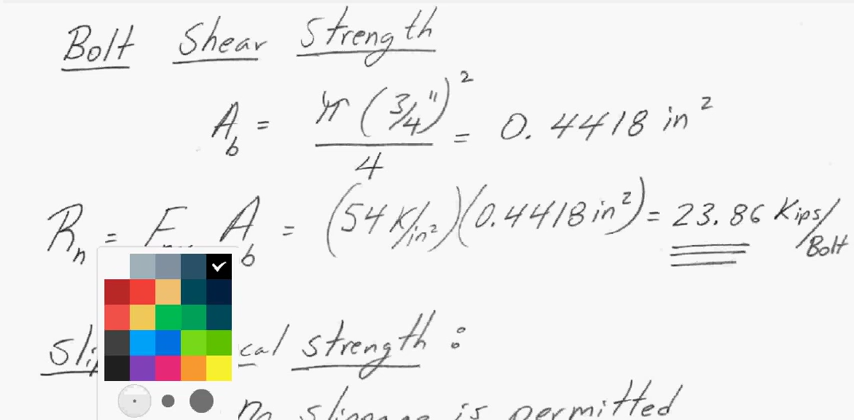 Bolt Shear Strength
A_b = π(3/4")² / 4 = 0.4418 in²
R_n = F A_b = (54 K/in²)(0.4418 in²) = 23.86 Kips/Bolt
strength :
is permitted